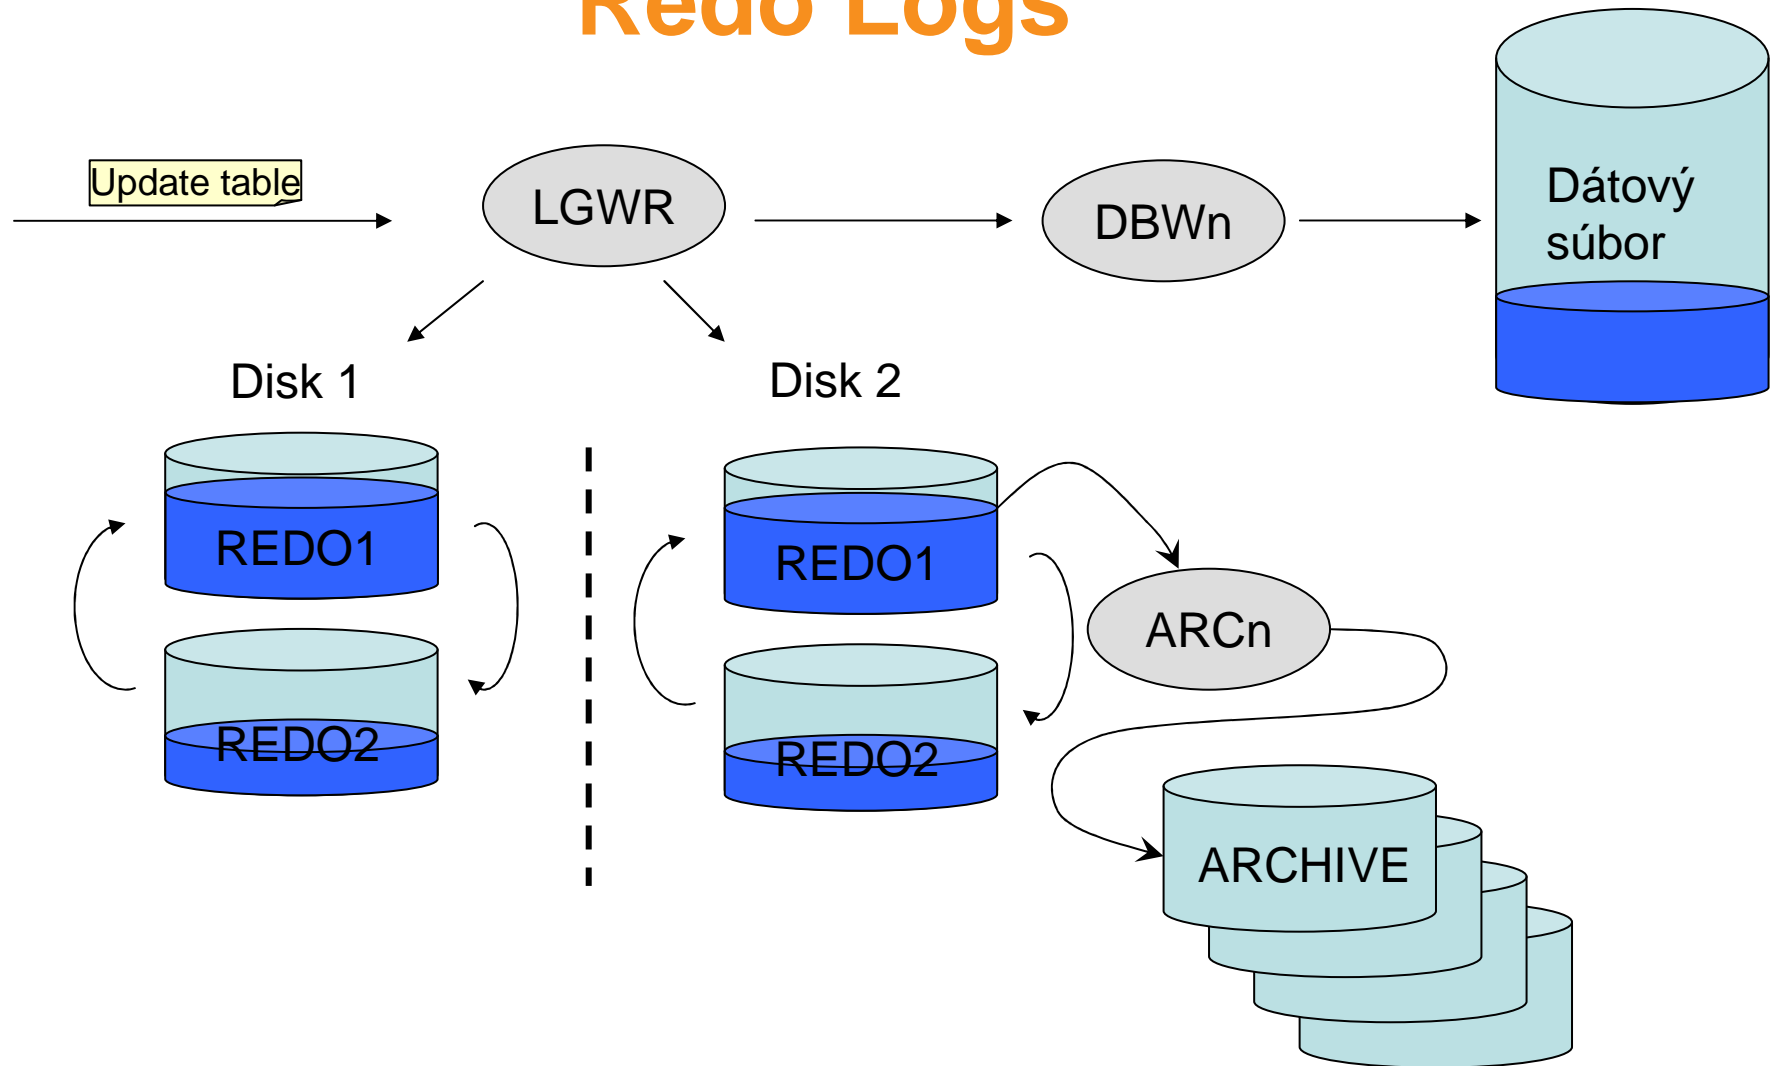 Redo Logs
Update table
LGWR
DBWn
Dátový
súbor
Disk 1
Disk 2
REDO1
REDO1
ARCn
REDO2
REDO2
ARCHIVE